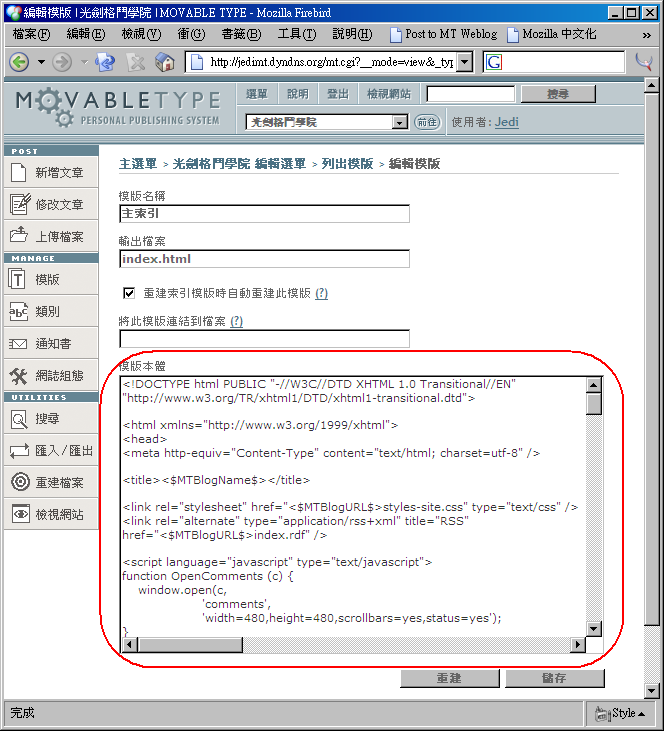 編輯模版 | 光劍格鬥學院 | MOVABLE TYPE - Mozilla Firebird
檔案(F) 編輯(E) 檢視(V) 衝(G) 書籤(B) 工具(T) 說明(H) Post to MT Weblog Mozilla 中文化 »
http://jedimt.dyndns.org/mt.cgi?__mode=view&_typ
G
MOVABLETYPE
PERSONAL PUBLISHING SYSTEM
選單 說明 登出 檢視網站 搜尋
光劍格鬥學院 前往 使用者: Jedi
POST
新增文章
修改文章
上傳檔案
MANAGE
模版
類別
通知書
網誌組態
UTILITIES
搜尋
匯入/匯出
重建檔案
檢視網站
主選單 > 光劍格鬥學院 編輯選單 > 列出模版 > 編輯模版
模版名稱
主索引
輸出檔案
index.html
重建索引模版時自動重建此模版 (?)
將此模版連結到檔案 (?)
模版本體
<!DOCTYPE html PUBLIC "-//W3C//DTD XHTML 1.0 Transitional//EN"
"http://www.w3.org/TR/xhtml1/DTD/xhtml1-transitional.dtd">
<html xmlns="http://www.w3.org/1999/xhtml">
<head>
<meta http-equiv="Content-Type" content="text/html; charset=utf-8" />
<title><$MTBlogName$></title>
<link rel="stylesheet" href="<$MTBlogURL$>styles-site.css" type="text/css" />
<link rel="alternate" type="application/rss+xml" title="RSS"
href="<$MTBlogURL$>index.rdf" />
<script language="javascript" type="text/javascript">
function OpenComments (c) {
window.open(c,
'comments',
'width=480,height=480,scrollbars=yes,status=yes');
}
重建 儲存
完成 Style